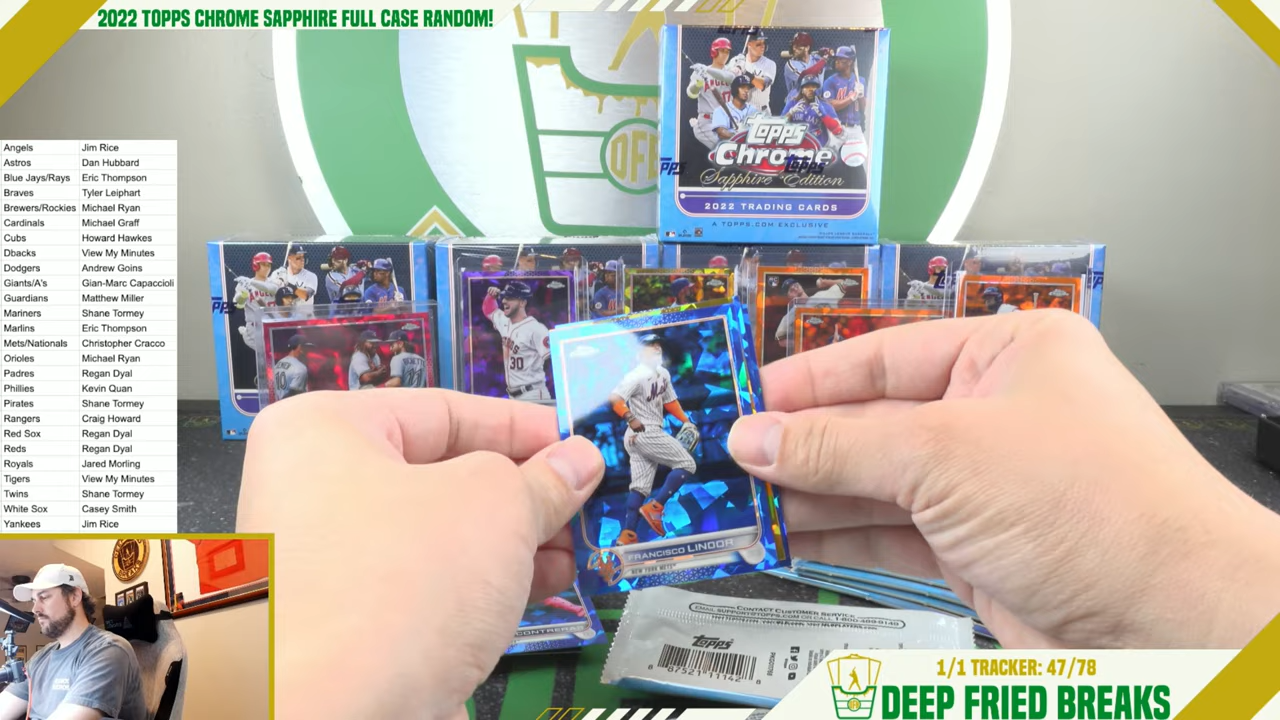 2022 TOPPS CHROME SAPPHIRE FULL CASE RANDOM!
Angels Jim Rice
Astros Dan Hubbard
Blue Jays/Rays Eric Thompson
Braves Tyler Leiphart
Brewers/Rockies Michael Ryan
Cardinals Michael Graff
Cubs Howard Hawkes
Dbacks View My Minutes
Dodgers Andrew Goins
Giants/A's Gian-Marc Capaccioli
Guardians Matthew Miller
Mariners Shane Tormey
Marlins Eric Thompson
Mets/Nationals Christopher Cracco
Orioles Michael Ryan
Padres Regan Dyal
Phillies Kevin Quan
Pirates Shane Tormey
Rangers Craig Howard
Red Sox Regan Dyal
Reds Regan Dyal
Royals Jared Morling
Tigers View My Minutes
Twins Shane Tormey
White Sox Casey Smith
Yankees Jim Rice
DFB
Topps
Chrome
Sapphire Edition
2022 TRADING CARDS
A TOPPS.COM EXCLUSIVE
30
Mets
FRANCISCO LINDOR
NEW YORK METS
CONTRERAS
CONTACT CUSTOMER SERVICE
Topps
1/1 TRACKER: 47/78
DEEP FRIED BREAKS